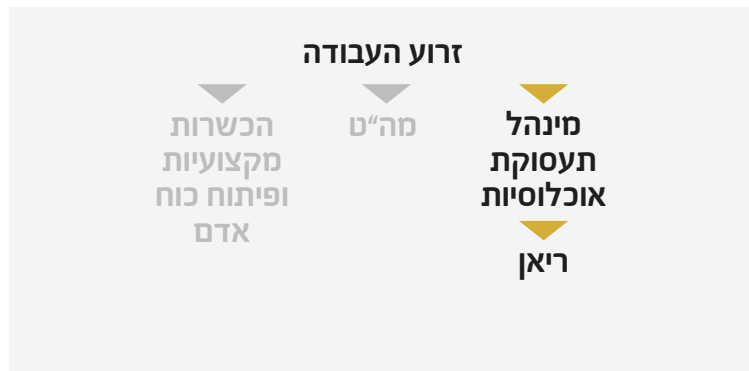 זרוע העבודה
מינהל
תעסוקת
אוכלוסיות
ריאן
מה“ט
הכשרות
מקצועיות
ופיתוח כוח
אדם